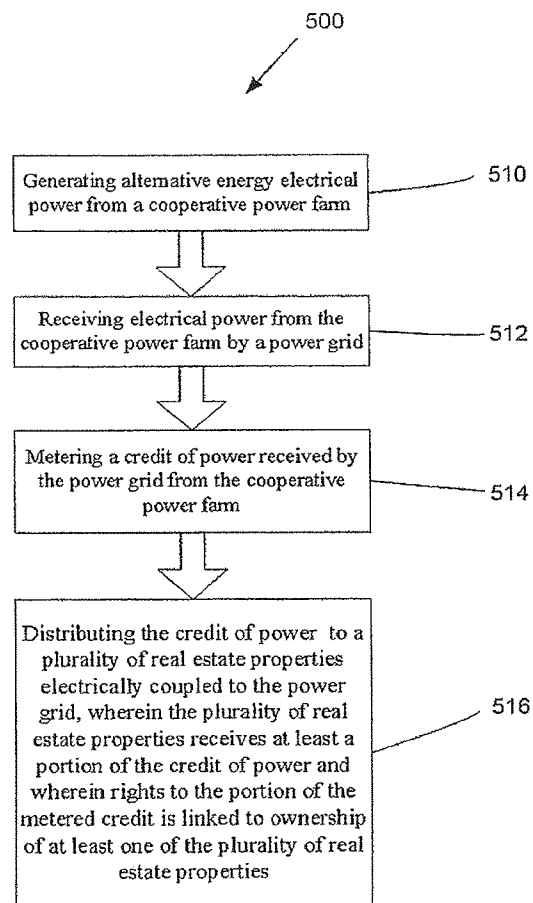 500
Generating alternative energy electrical
power from a cooperative power farm
510
Receiving electrical power from the
cooperative power farm by a power grid
512
Metering a credit of power received by
the power grid from the cooperative
power farm
514
Distributing the credit of power to a
plurality of real estate properties
electrically coupled to the power
grid, wherein the plurality of real
estate properties receives at least a
portion of the credit of power and
wherein rights to the portion of the
metered credit is linked to ownership
of at least one of the plurality of real
estate properties
516